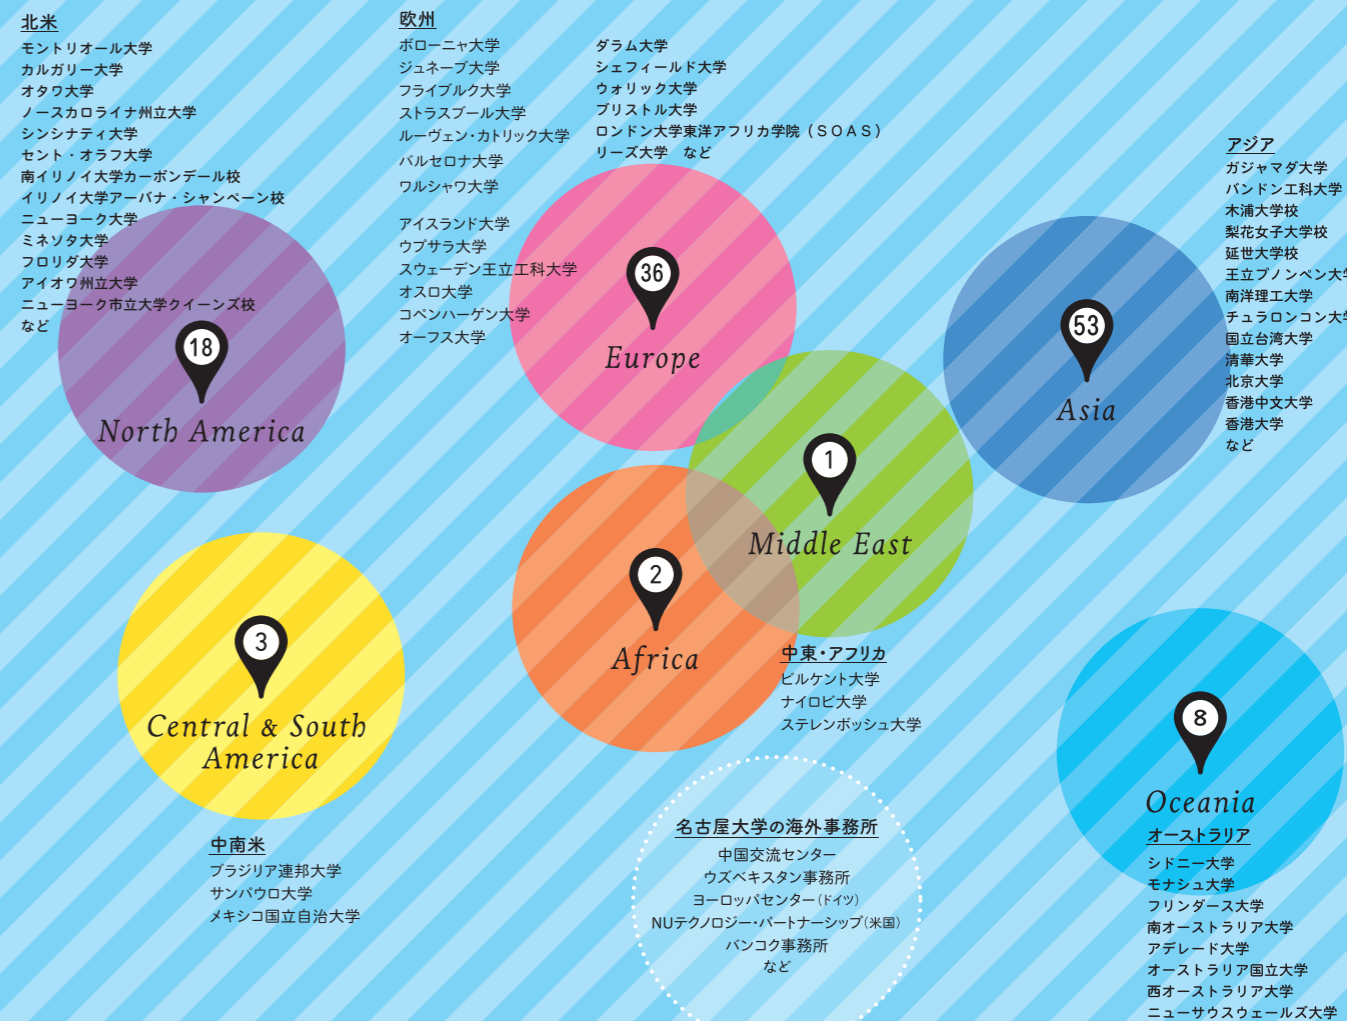 北米
モントリオール大学
カルガリー大学
オタワ大学
ノースカロライナ州立大学
シンシナティ大学
セント・オラフ大学
南イリノイ大学カーボンデール校
イリノイ大学アーバナ・シャンペーン校
ニューヨーク大学
ミネソタ大学
フロリダ大学
アイオワ州立大学
ニューヨーク市立大学クイーンズ校
など
18
North America
欧州
ボローニャ大学
ジュネーブ大学
フライブルク大学
ストラスブール大学
ルーヴェン・カトリック大学
バルセロナ大学
ワルシャワ大学
アイスランド大学
ウプサラ大学
スウェーデン王立工科大学
オスロ大学
コペンハーゲン大学
オーフス大学
ダラム大学
シェフィールド大学
ウォリック大学
ブリストル大学
ロンドン大学東洋アフリカ学院（ＳＯＡＳ）
リーズ大学　など
36
Europe
アジア
ガジャマダ大学
バンドン工科大学
木浦大学校
梨花女子大学校
延世大学校
王立プノンペン大
南洋理工大学
チュラロンコン大
国立台湾大学
清華大学
北京大学
香港中文大学
香港大学
など
53
Asia
1
Middle East
2
Africa
中東・アフリカ
ビルケント大学
ナイロビ大学
ステレンボッシュ大学
3
Central & South
America
中南米
ブラジリア連邦大学
サンパウロ大学
メキシコ国立自治大学
名古屋大学の海外事務所
中国交流センター
ウズベキスタン事務所
ヨーロッパセンター（ドイツ）
NUテクノロジー・パートナーシップ（米国）
バンコク事務所
など
8
Oceania
オーストラリア
シドニー大学
モナシュ大学
フリンダース大学
南オーストラリア大学
アデレード大学
オーストラリア国立大学
西オーストラリア大学
ニューサウスウェールズ大学